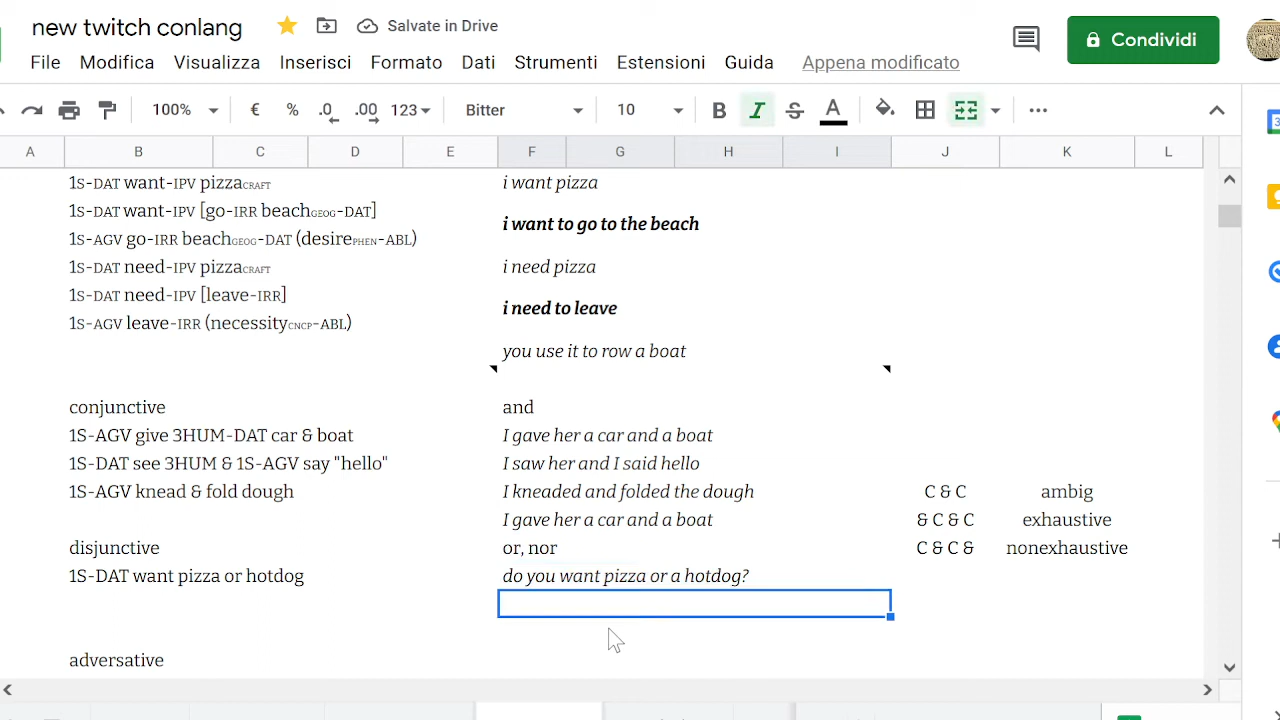 new twitch conlang
Salvate in Drive
Condividi
File Modifica Visualizza Inserisci Formato Dati Strumenti Estensioni Guida Appena modificato
100% € % .0 .00 123 Bitter 10 B I S A
A B C D E F G H I J K L
1S-DAT want-IPV pizzaCRAFT i want pizza
1S-DAT want-IPV [go-IRR beachGEOG-DAT]
i want to go to the beach
1S-AGV go-IRR beachGEOG-DAT (desirePHEN-ABL)
1S-DAT need-IPV pizzaCRAFT i need pizza
1S-DAT need-IPV [leave-IRR]
i need to leave
1S-AGV leave-IRR (necessityCNCP-ABL)
you use it to row a boat
conjunctive and
1S-AGV give 3HUM-DAT car & boat I gave her a car and a boat
1S-DAT see 3HUM & 1S-AGV say "hello" I saw her and I said hello
1S-AGV knead & fold dough I kneaded and folded the dough C & C ambig
I gave her a car and a boat & C & C exhaustive
disjunctive or, nor C & C & nonexhaustive
1S-DAT want pizza or hotdog do you want pizza or a hotdog?
adversative